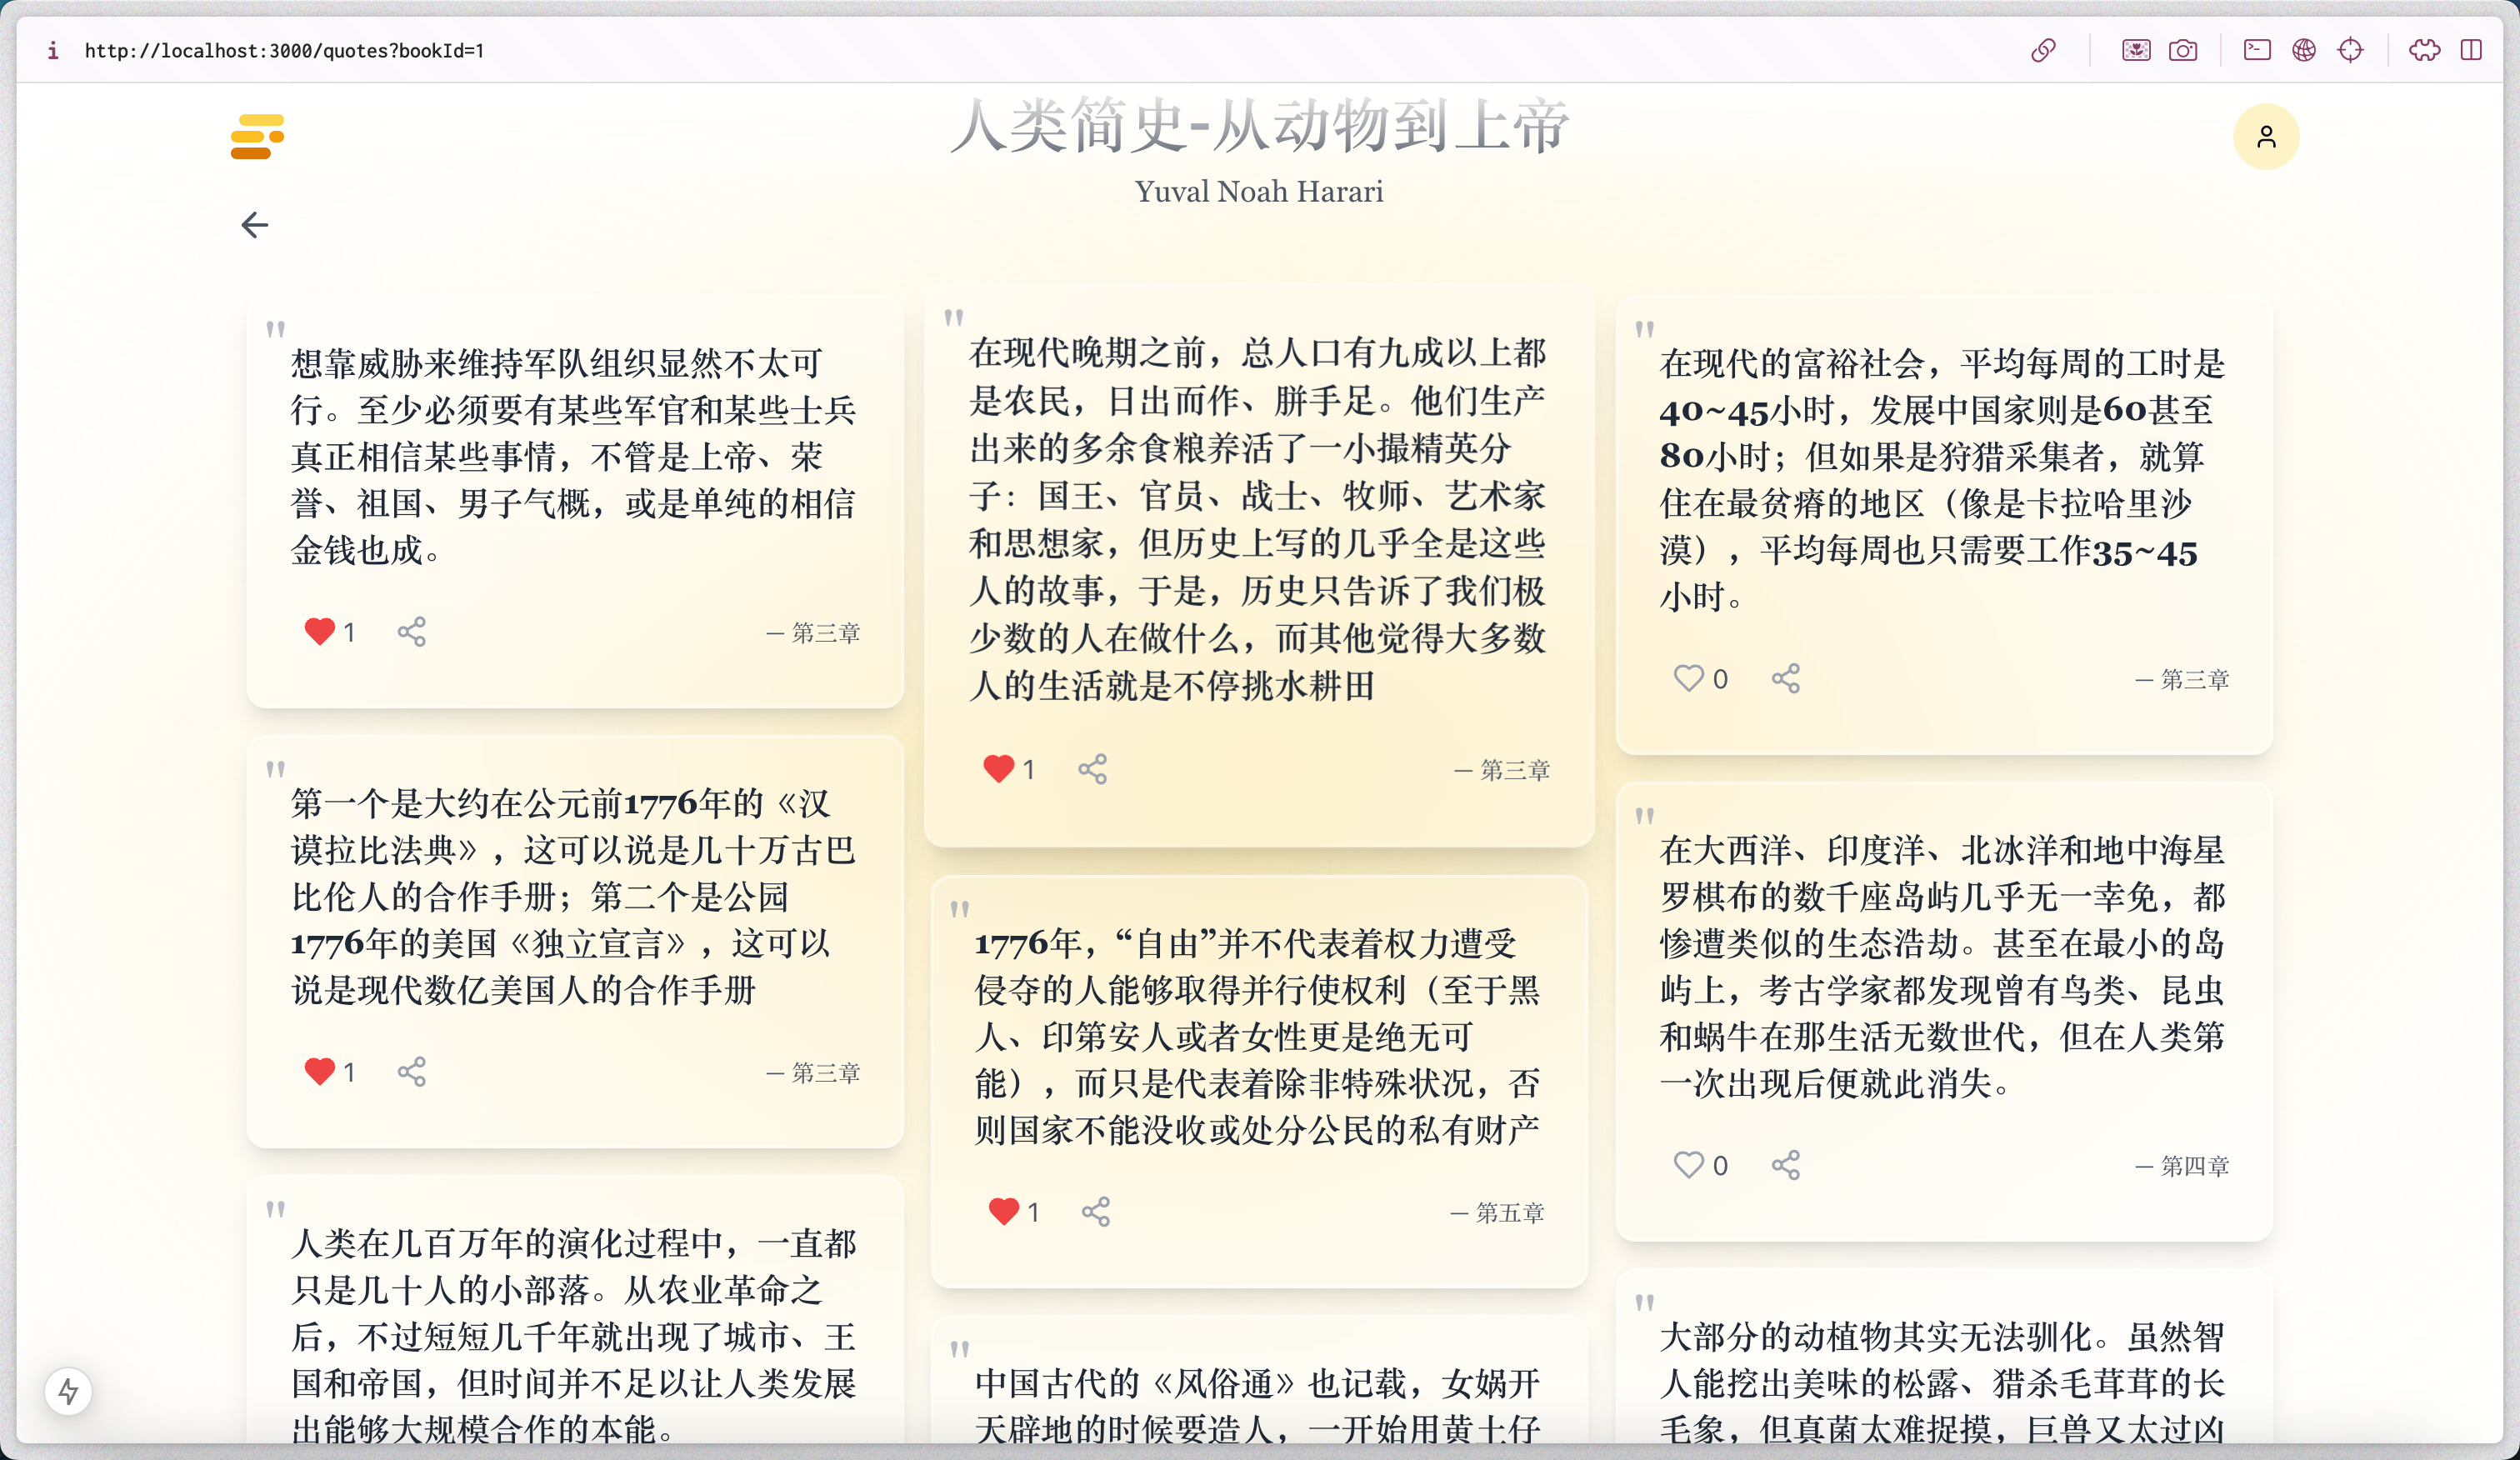 http://localhost:3000/quotes?bookId=1
人类简史-从动物到上帝
Yuval Noah Harari
"
想靠威胁来维持军队组织显然不太可
行。至少必须要有某些军官和某些士兵
真正相信某些事情，不管是上帝、荣
誉、祖国、男子气概，或是单纯的相信
金钱也成。
1
— 第三章
"
第一个是大约在公元前1776年的《汉
谟拉比法典》，这可以说是几十万古巴
比伦人的合作手册；第二个是公园
1776年的美国《独立宣言》，这可以
说是现代数亿美国人的合作手册
1
— 第三章
"
人类在几百万年的演化过程中，一直都
只是几十人的小部落。从农业革命之
后，不过短短几千年就出现了城市、王
国和帝国，但时间并不足以让人类发展
出能够大规模合作的本能。
"
在现代晚期之前，总人口有九成以上都
是农民，日出而作、胼手足。他们生产
出来的多余食粮养活了一小撮精英分
子：国王、官员、战士、牧师、艺术家
和思想家，但历史上写的几乎全是这些
人的故事，于是，历史只告诉了我们极
少数的人在做什么，而其他觉得大多数
人的生活就是不停挑水耕田
1
— 第三章
"
1776年，“自由”并不代表着权力遭受
侵夺的人能够取得并行使权利（至于黑
人、印第安人或者女性更是绝无可
能），而只是代表着除非特殊状况，否
则国家不能没收或处分公民的私有财产
1
— 第五章
"
中国古代的《风俗通》也记载，女娲开
天辟地的时候要造人，一开始用黄土仔
"
在现代的富裕社会，平均每周的工时是
40~45小时，发展中国家则是60甚至
80小时；但如果是狩猎采集者，就算
住在最贫瘠的地区（像是卡拉哈里沙
漠），平均每周也只需要工作35~45
小时。
0
— 第三章
"
在大西洋、印度洋、北冰洋和地中海星
罗棋布的数千座岛屿几乎无一幸免，都
惨遭类似的生态浩劫。甚至在最小的岛
屿上，考古学家都发现曾有鸟类、昆虫
和蜗牛在那生活无数世代，但在人类第
一次出现后便就此消失。
0
— 第四章
"
大部分的动植物其实无法驯化。虽然智
人能挖出美味的松露、猎杀毛茸茸的长
毛象，但真菌太难捉摸，巨兽又太过凶